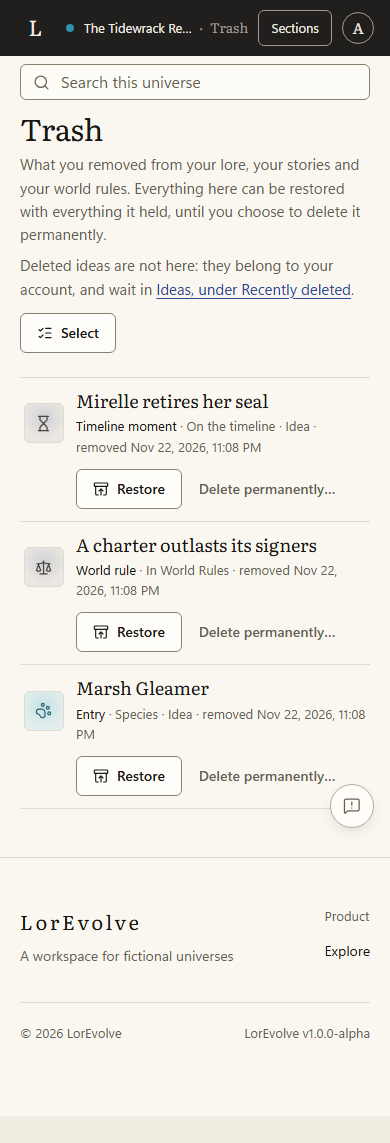 L
The Tidewrack Re... · Trash
Sections
A
Search this universe
Trash
What you removed from your lore, your stories and
your world rules. Everything here can be restored
with everything it held, until you choose to delete it
permanently.
Deleted ideas are not here: they belong to your
account, and wait in Ideas, under Recently deleted.
Select
Mirelle retires her seal
Timeline moment · On the timeline · Idea ·
removed Nov 22, 2026, 11:08 PM
Restore
Delete permanently...
A charter outlasts its signers
World rule · In World Rules · removed Nov 22,
2026, 11:08 PM
Restore
Delete permanently...
Marsh Gleamer
Entry · Species · Idea · removed Nov 22, 2026, 11:08
PM
Restore
Delete permanently...
LorEvolve
A workspace for fictional universes
Product
Explore
© 2026 LorEvolve
LorEvolve v1.0.0-alpha